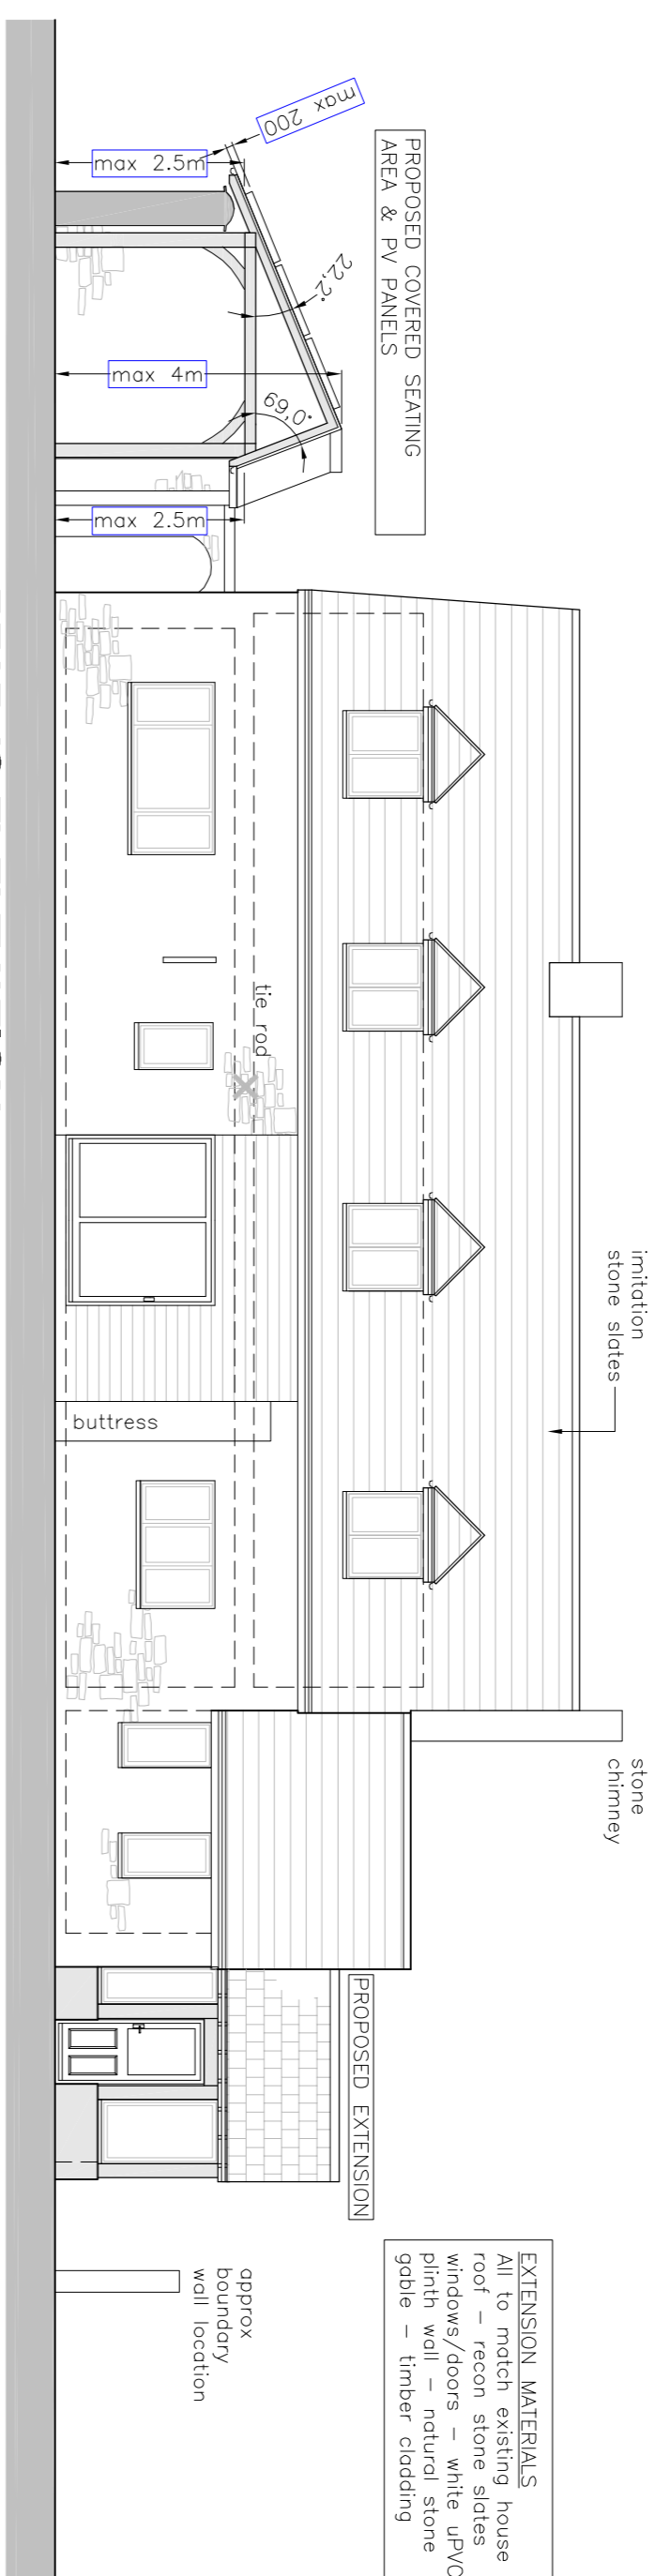 PROPOSED COVERED SEATING
AREA & PV PANELS
max 200
max 2.5m
22,2°
max 4m
69,0°
max 2.5m
tie rod
imitation
stone slates
buttress
stone
chimney
PROPOSED EXTENSION
approx
boundary
wall location
EXTENSION MATERIALS
All to match existing house
roof – recon stone slates
windows/doors – white uPVC
plinth wall – natural stone
gable – timber cladding